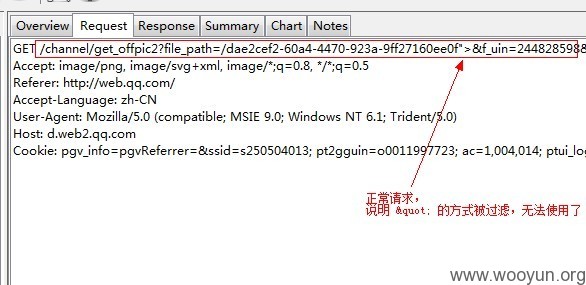 Overview Request Response Summary Chart Notes
GET /channel/get_offpic2?file_path=/dae2cef2-60a4-4470-923a-9ff27160ee0f">&f_uin=244828598&
Accept: image/png, image/svg+xml, image/*;q=0.8, */*;q=0.5
Referer: http://web.qq.com/
Accept-Language: zh-CN
User-Agent: Mozilla/5.0 (compatible; MSIE 9.0; Windows NT 6.1; Trident/5.0)
Host: d.web2.qq.com
Cookie: pgv_info=pgvReferrer=&ssid=s250504013; pt2gguin=o0011997723; ac=1,004,014; ptui_log
正常请求,
说明 &quot; 的方式被过滤,无法使用了
www.wooyun.org